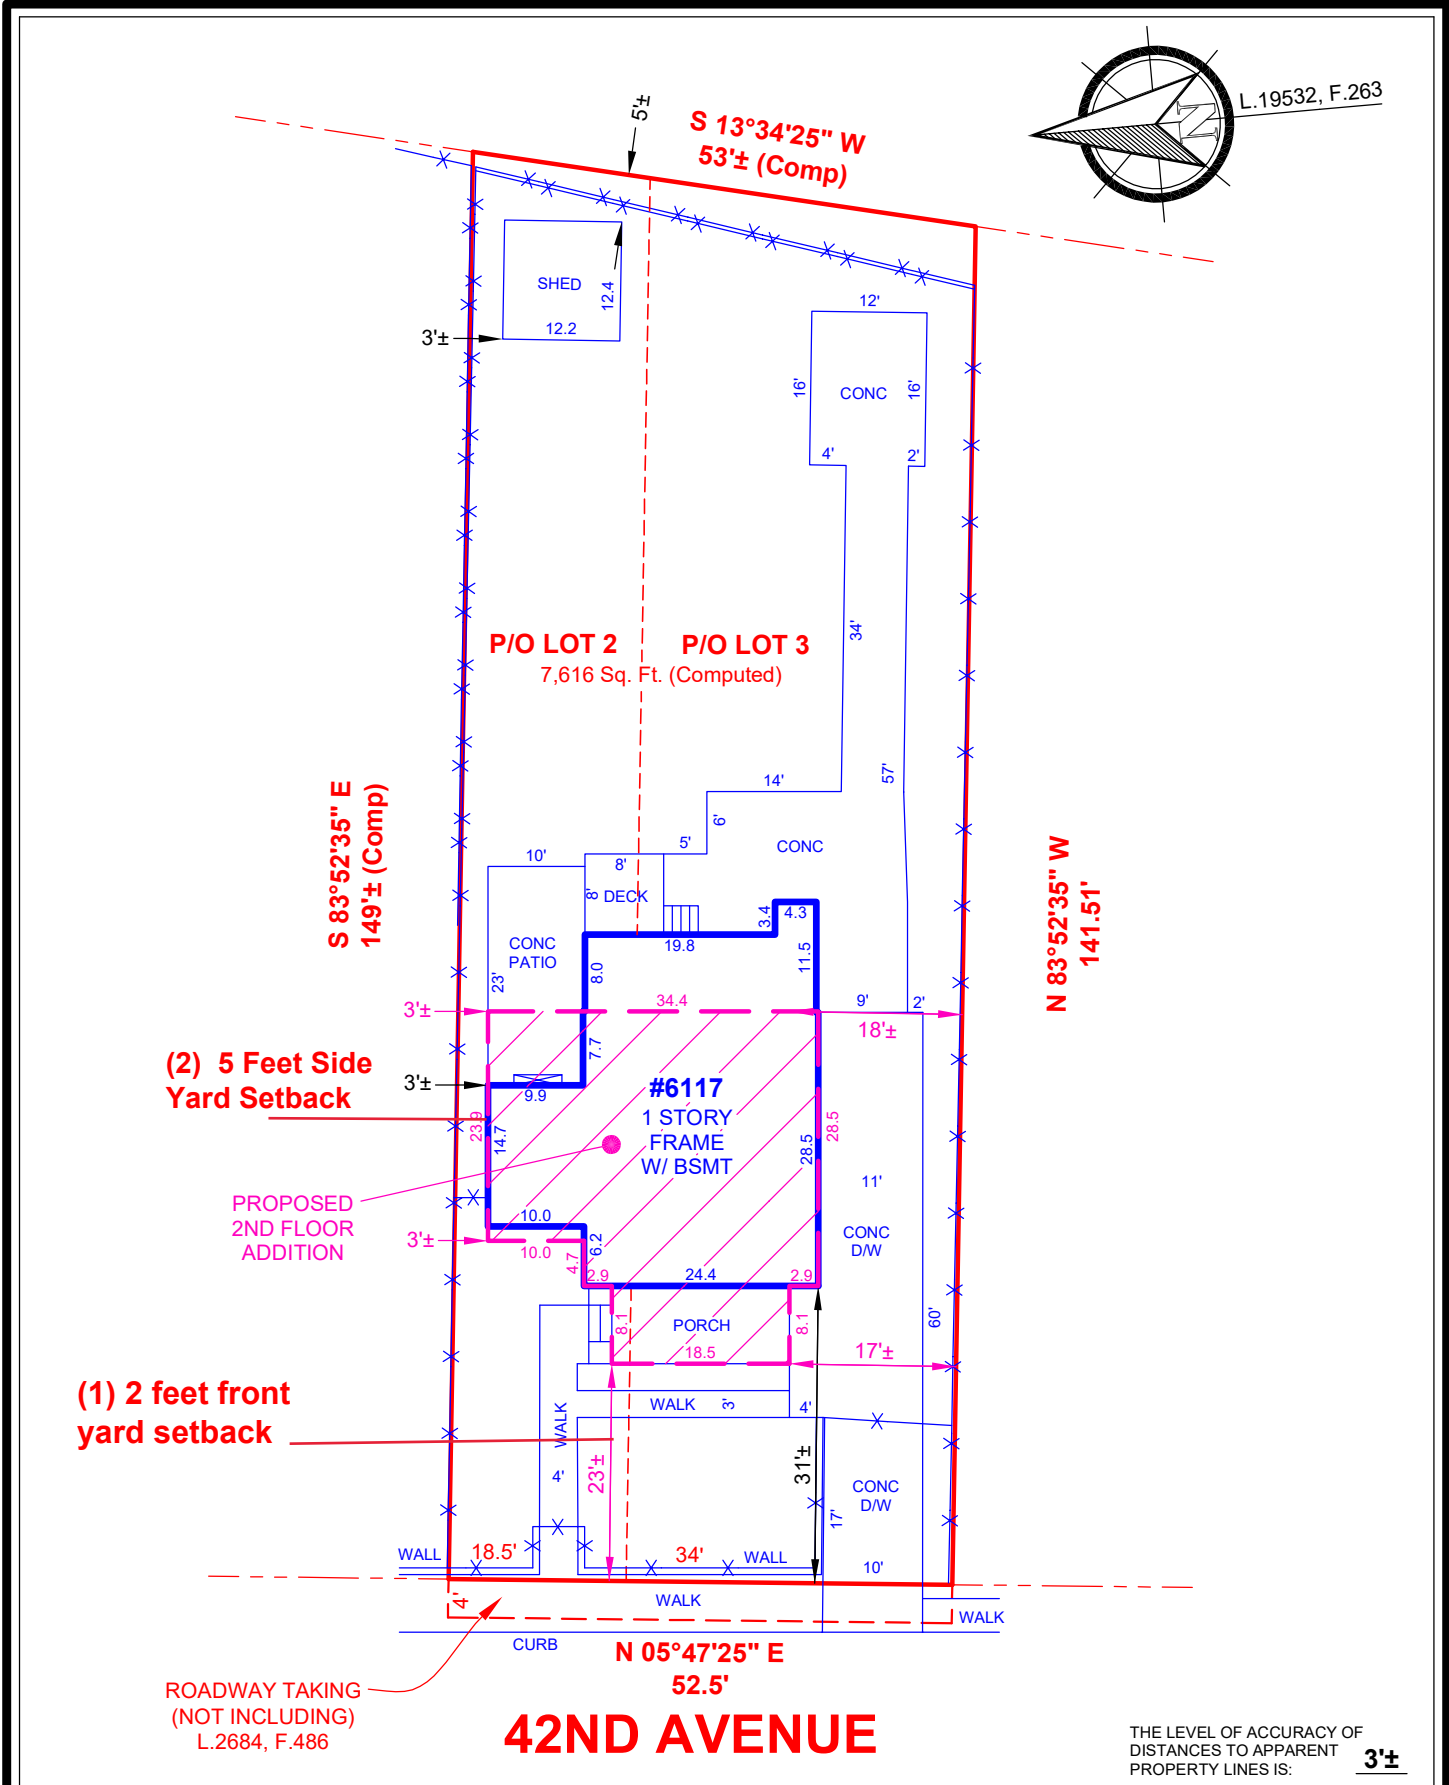 L.19532, F.263
N
5'±
S 13°34'25" W
53'± (Comp)
SHED
12.4
12.2
3'±
12'
16'
CONC
16'
4'
2'
34'
57'
P/O LOT 2
P/O LOT 3
7,616 Sq. Ft. (Computed)
S 83°52'35" E
149'± (Comp)
N 83°52'35" W
141.51'
14'
6'
5'
CONC
10'
8'
8'
DECK
3.4
4.3
19.8
11.5
CONC
PATIO
23'
8.0
3'±
34.4
9'
2'
18'±
(2) 5 Feet Side
Yard Setback
3'±
7.7
9.9
#6117
1 STORY
FRAME
W/ BSMT
23.9
14.7
28.5
28.5
11'
PROPOSED
2ND FLOOR
ADDITION
10.0
3'±
10.0
6.2
4.7
CONC
D/W
2.9
24.4
2.9
8.1
PORCH
8.1
18.5
60'
17'±
(1) 2 feet front
yard setback
WALK
3'
4'
WALK
4'
23'±
31'±
CONC
D/W
17'
10'
WALL
18.5'
34'
WALL
4'
WALK
WALK
CURB
N 05°47'25" E
52.5'
ROADWAY TAKING
(NOT INCLUDING)
L.2684, F.486
42ND AVENUE
THE LEVEL OF ACCURACY OF
DISTANCES TO APPARENT
PROPERTY LINES IS:
3'±